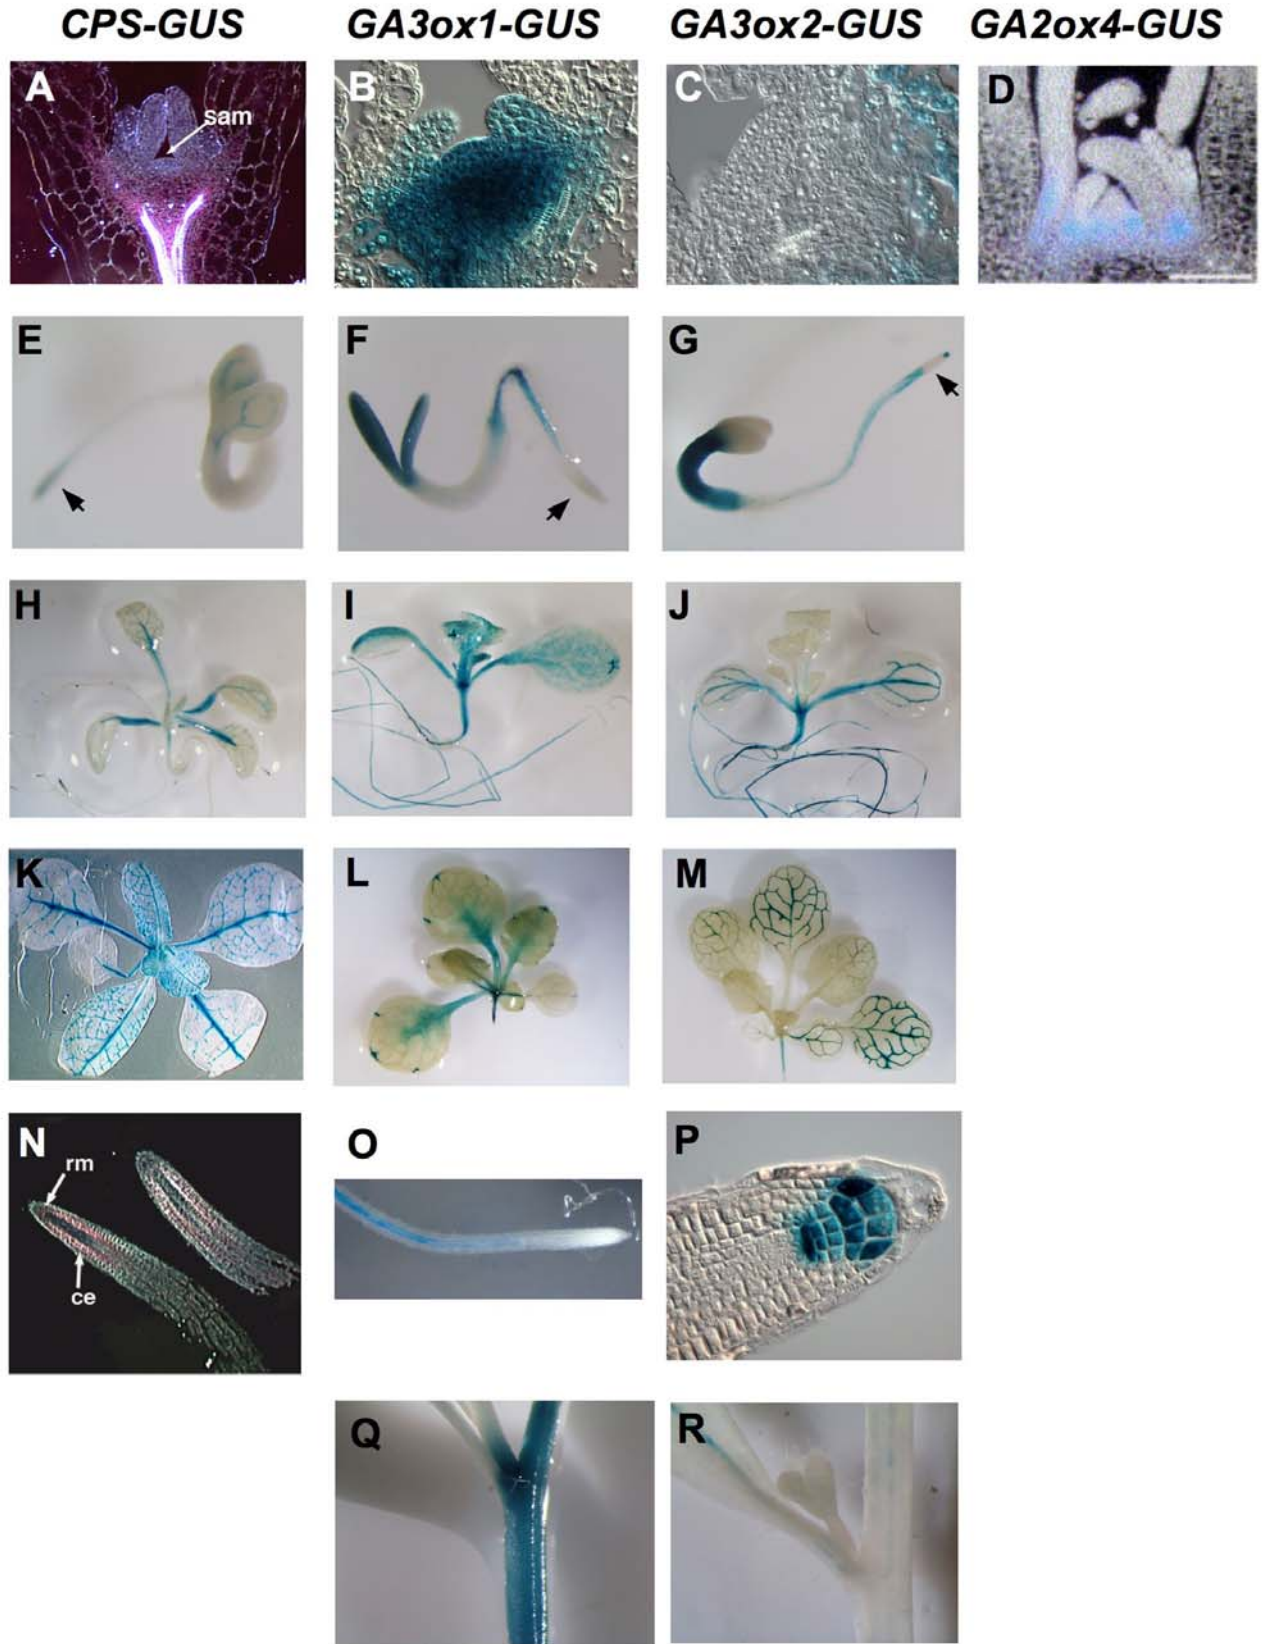 CPS-GUS GA3ox1-GUS GA3ox2-GUS GA2ox4-GUS
A sam B C D
E F G
H I J
K L M
N rm ce O P
Q R